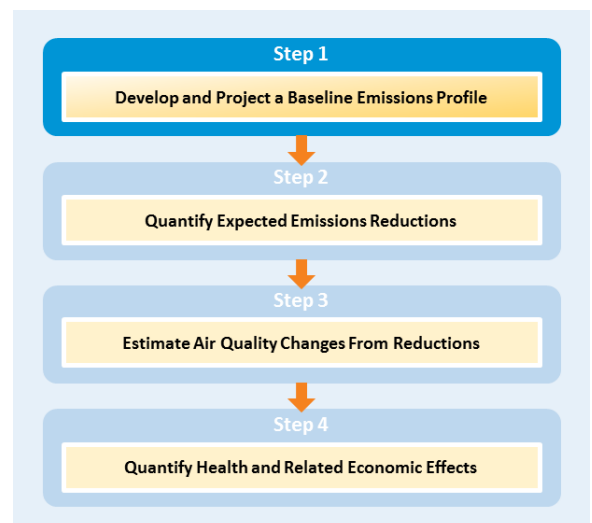 Step 1
Develop and Project a Baseline Emissions Profile
Step 2
Quantify Expected Emissions Reductions
Step 3
Estimate Air Quality Changes From Reductions
Step 4
Quantify Health and Related Economic Effects